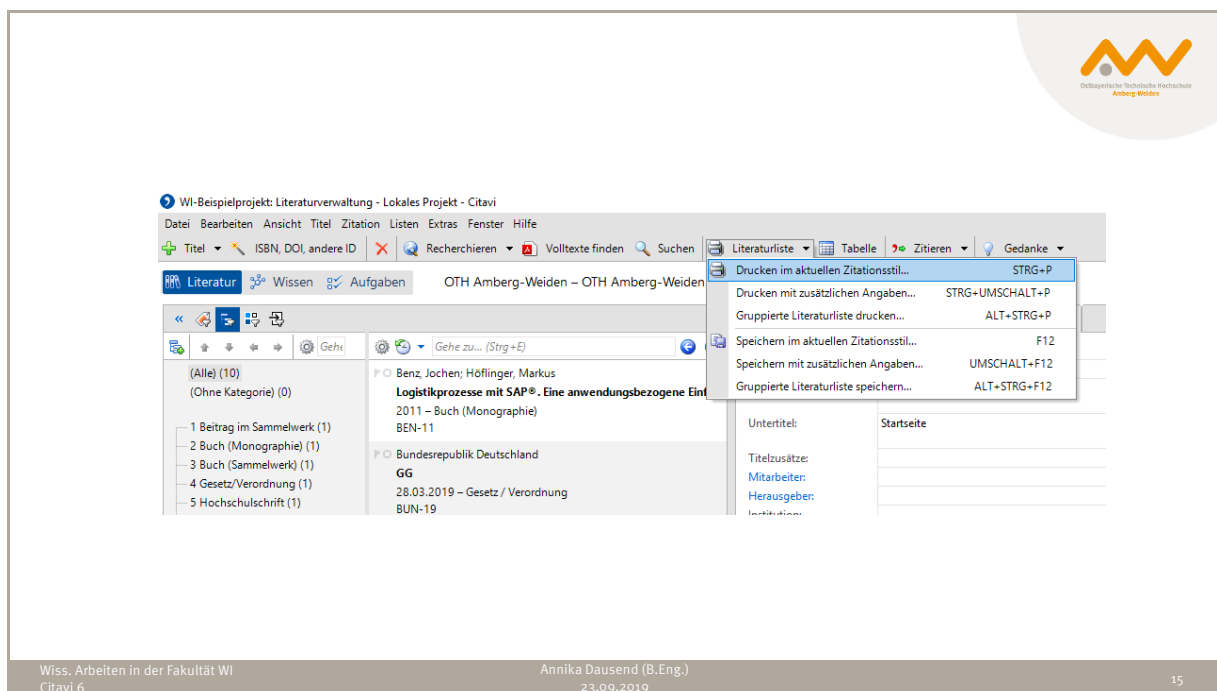 Ostbayerische Technische Hochschule
Amberg-Weiden
WI-Beispielprojekt: Literaturverwaltung - Lokales Projekt - Citavi
Datei Bearbeiten Ansicht Titel Zitation Listen Extras Fenster Hilfe
Titel ISBN, DOI, andere ID Recherchieren Volltexte finden Suchen Literaturliste Tabelle Zitieren Gedanke
Literatur Wissen Aufgaben OTH Amberg-Weiden – OTH Amberg-Weiden
Drucken im aktuellen Zitationsstil... STRG+P
Drucken mit zusätzlichen Angaben... STRG+UMSCHALT+P
Gruppierte Literaturliste drucken... ALT+STRG+P
Speichern im aktuellen Zitationsstil... F12
Speichern mit zusätzlichen Angaben... UMSCHALT+F12
Gruppierte Literaturliste speichern... ALT+STRG+F12
Gehe zu... (Strg+E)
(Alle) (10)
(Ohne Kategorie) (0)
1 Beitrag im Sammelwerk (1)
2 Buch (Monographie) (1)
3 Buch (Sammelwerk) (1)
4 Gesetz/Verordnung (1)
5 Hochschulschrift (1)
Benz, Jochen; Höflinger, Markus
Logistikprozesse mit SAP®. Eine anwendungsbezogene Einf
2011 – Buch (Monographie)
BEN-11
Bundesrepublik Deutschland
GG
28.03.2019 – Gesetz / Verordnung
BUN-19
Untertitel: Startseite
Titelzusätze:
Mitarbeiter:
Herausgeber:
Wiss. Arbeiten in der Fakultät WI
Citavi 6
Annika Dausend (B.Eng.)
23.09.2019
15